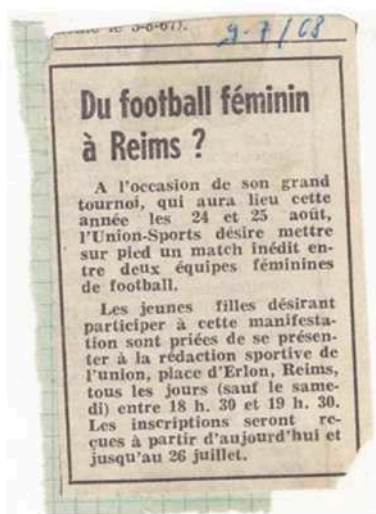 le 3-8-67).
9-7/68
Du football féminin
à Reims ?
A l'occasion de son grand
tournoi, qui aura lieu cette
année les 24 et 25 août,
l'Union-Sports désire mettre
sur pied un match inédit en-
tre deux équipes féminines
de football.
Les jeunes filles désirant
participer à cette manifesta-
tion sont priées de se présen-
ter à la rédaction sportive de
l'union, place d'Erlon, Reims,
tous les jours (sauf le same-
di) entre 18 h. 30 et 19 h. 30.
Les inscriptions seront re-
çues à partir d'aujourd'hui et
jusqu'au 26 juillet.